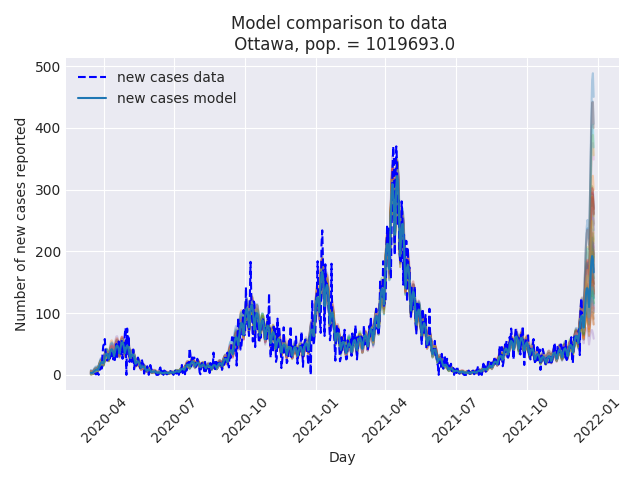 Model comparison to data
Ottawa, pop. = 1019693.0
500
400
300
200
100
0
Number of new cases reported
new cases data
new cases model
2020-04
2020-07
2020-10
2021-01
2021-04
2021-07
2021-10
2022-01
Day